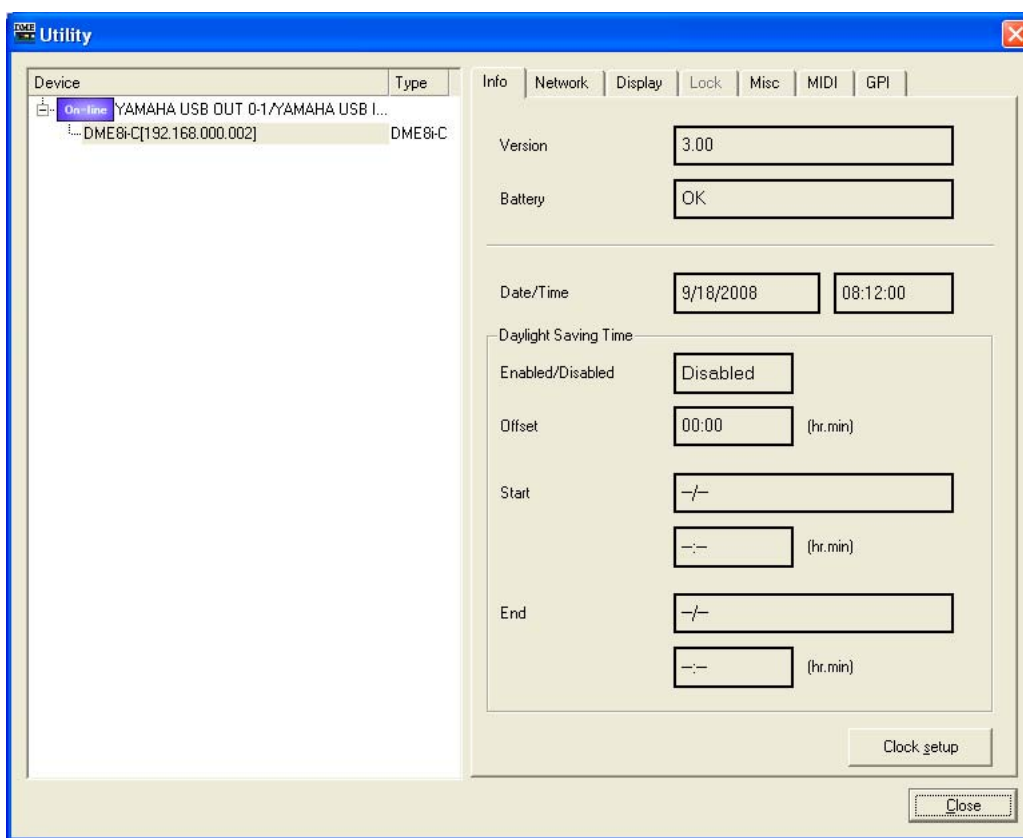 DME Utility
Device Type
On-line YAMAHA USB OUT 0-1/YAMAHA USB I...
DME8i-C[192.168.000.002] DME8i-C
Info Network Display Lock Misc MIDI GPI
Version 3.00
Battery OK
Date/Time 9/18/2008 08:12:00
Daylight Saving Time
Enabled/Disabled Disabled
Offset 00:00 (hr.min)
Start --/--
--:-- (hr.min)
End --/--
--:-- (hr.min)
Clock setup
Close